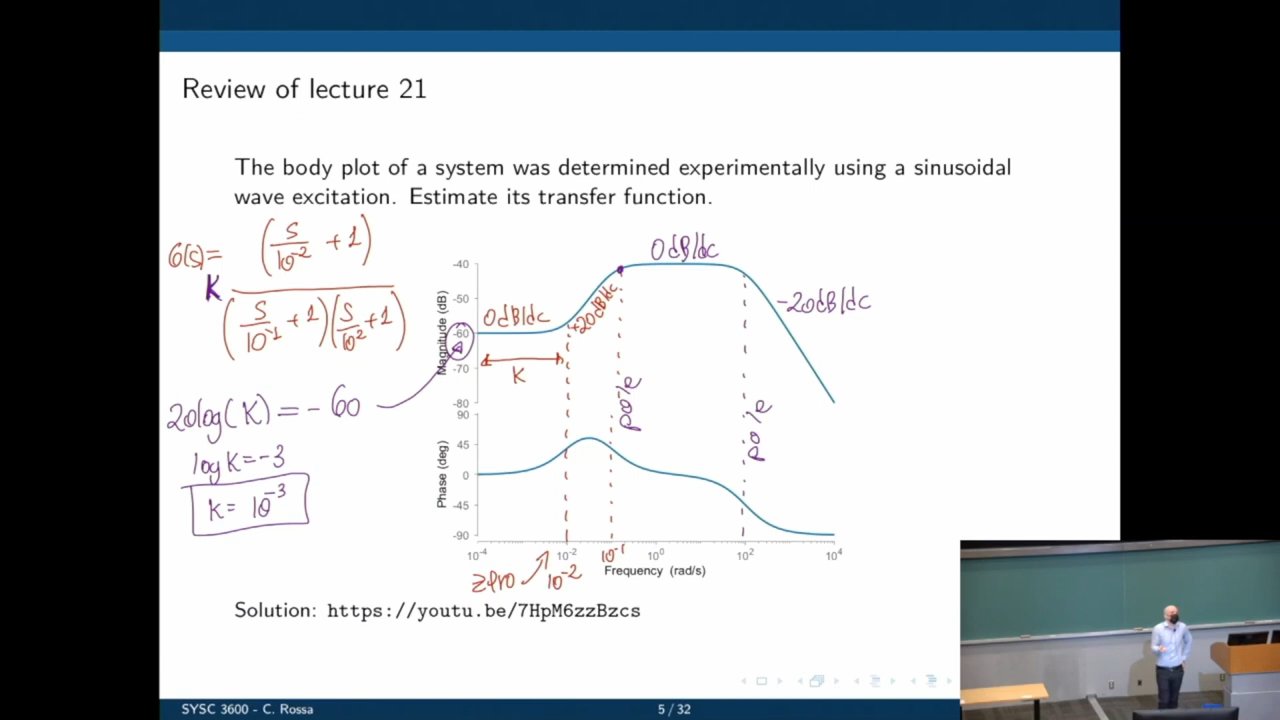 Review of lecture 21
The body plot of a system was determined experimentally using a sinusoidal
wave excitation. Estimate its transfer function.
G(s)= K (s/10^-2 + 1) / (s/10^-1 + 1)(s/10^2 + 1)
20log(K) = - 60
log K = -3
k = 10^-3
0dB/dc
+20dB/dc
0dB/dc
-20dB/dc
K
pole
pole
Magnitude (dB)
-40
-50
-60
-70
-80
Phase (deg)
90
45
0
-45
-90
10^-4
10^-2
10^0
10^2
10^4
zero
10^-2
10^-1
Frequency (rad/s)
Solution: https://youtu.be/7HpM6zzBzcs
SYSC 3600 - C. Rossa
5 / 32